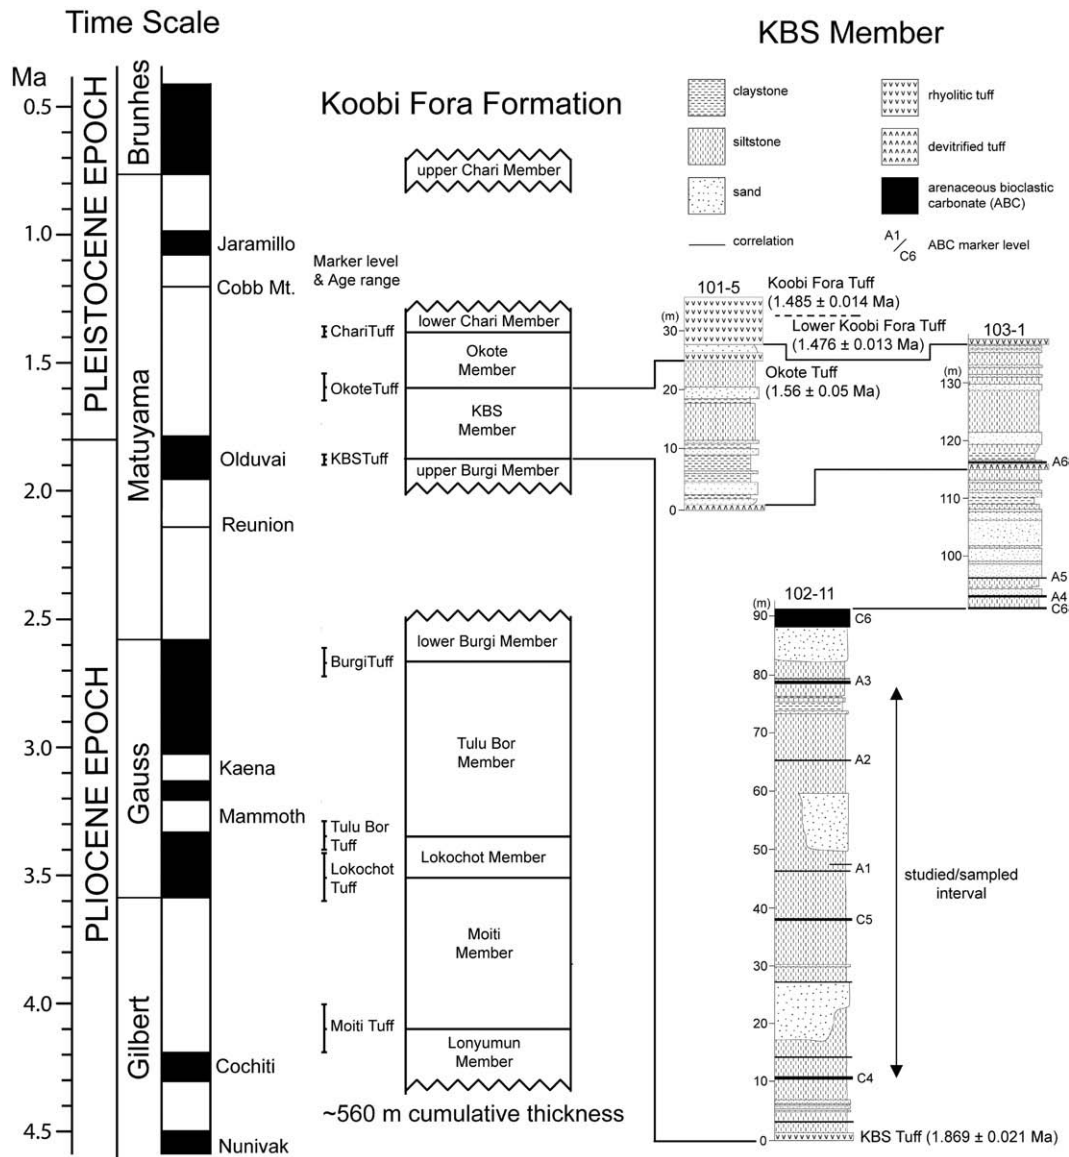 Time Scale
KBS Member
Ma
Koobi Fora Formation
PLEISTOCENE EPOCH
PLIOCENE EPOCH
Brunhes
Matuyama
Gauss
Gilbert
0.5
1.0
1.5
2.0
2.5
3.0
3.5
4.0
4.5
Jaramillo
Cobb Mt.
Olduvai
Reunion
Kaena
Mammoth
Cochiti
Nunivak
Marker level
& Age range
ChariTuff
OkoteTuff
KBSTuff
BurgiTuff
Tulu Bor
Tuff
Lokochot
Tuff
Moiti Tuff
upper Chari Member
lower Chari Member
Okote
Member
KBS
Member
upper Burgi Member
lower Burgi Member
Tulu Bor
Member
Lokochot Member
Moiti
Member
Lonyumun
Member
~560 m cumulative thickness
claystone
siltstone
sand
correlation
rhyolitic tuff
devitrified tuff
arenaceous bioclastic
carbonate (ABC)
A1
C6
ABC marker level
101-5
(m)
30
20
10
0
Koobi Fora Tuff
(1.485 ± 0.014 Ma)
Lower Koobi Fora Tuff
(1.476 ± 0.013 Ma)
Okote Tuff
(1.56 ± 0.05 Ma)
103-1
(m)
130
120
110
100
A6
A5
A4
C6
102-11
(m)
90
80
70
60
50
40
30
20
10
0
C6
A3
A2
A1
C5
C4
studied/sampled
interval
KBS Tuff (1.869 ± 0.021 Ma)